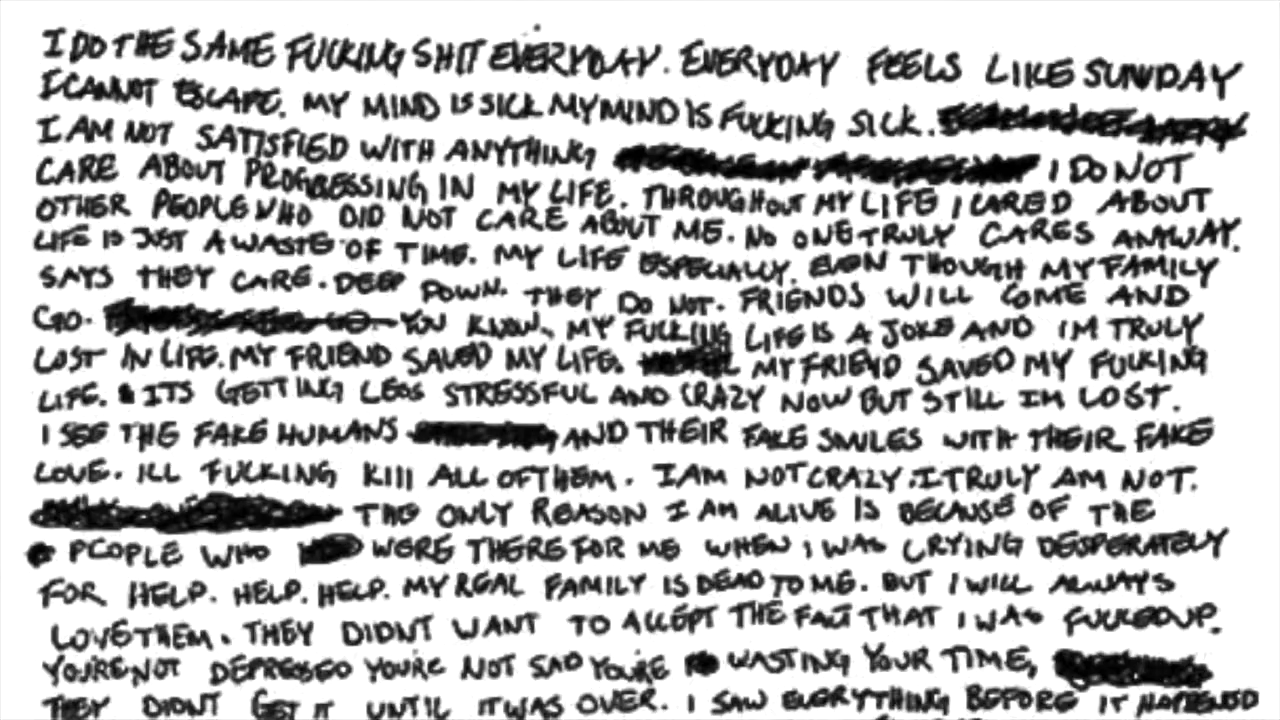 I DO THE SAME FUCKING SHIT EVERYDAY. EVERYDAY FEELS LIKE SUNDAY
I CANNOT ESCAPE. MY MIND IS SICK MY MIND IS FUCKING SICK.
I AM NOT SATISFIED WITH ANYTHING I DO NOT
CARE ABOUT PROGRESSING IN MY LIFE. THROUGHOUT MY LIFE I CARED ABOUT
OTHER PEOPLE WHO DID NOT CARE ABOUT ME. NO ONE TRULY CARES ANYWAY.
LIFE IS JUST A WASTE OF TIME. MY LIFE ESPECIALLY. EVEN THOUGH MY FAMILY
SAYS THEY CARE. DEEP DOWN. THEY DO NOT. FRIENDS WILL COME AND
GO. YOU KNOW, MY FUCKING LIFE IS A JOKE AND IM TRULY
LOST IN LIFE. MY FRIEND SAVED MY LIFE. MY FRIEND SAVED MY FUCKING
LIFE. ITS GETTING LESS STRESSFUL AND CRAZY NOW BUT STILL IM LOST.
I SEE THE FAKE HUMANS AND THEIR FAKE SMILES WITH THEIR FAKE
LOVE. ILL FUCKING KILL ALL OF THEM. I AM NOT CRAZY. I TRULY AM NOT.
THE ONLY REASON I AM ALIVE IS BECAUSE OF THE
PEOPLE WHO WERE THERE FOR ME WHEN I WAS CRYING DESPERATELY
FOR HELP. HELP. HELP. MY REAL FAMILY IS DEAD TO ME. BUT I WILL ALWAYS
LOVE THEM. THEY DIDNT WANT TO ACCEPT THE FACT THAT I WAS FUCKED UP.
YOU'RE NOT DEPRESSED YOU'RE NOT SAD YOU'RE WASTING YOUR TIME,
THEY DIDNT GET IT UNTIL IT WAS OVER. I SAW EVERYTHING BEFORE IT HAPPENED